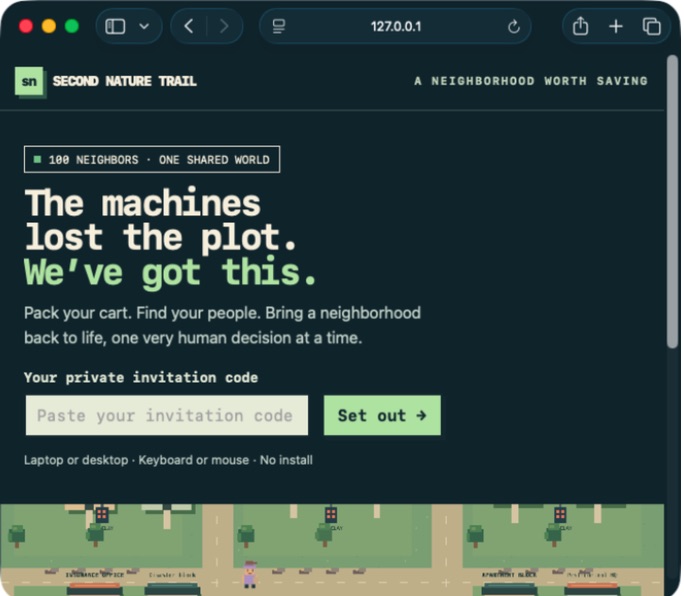 127.0.0.1
sn SECOND NATURE TRAIL
A NEIGHBORHOOD WORTH SAVING
100 NEIGHBORS · ONE SHARED WORLD
The machines
lost the plot.
We’ve got this.
Pack your cart. Find your people. Bring a neighborhood
back to life, one very human decision at a time.
Your private invitation code
Paste your invitation code
Set out →
Laptop or desktop · Keyboard or mouse · No install
INSURANCE OFFICE
APARTMENT BLOCK